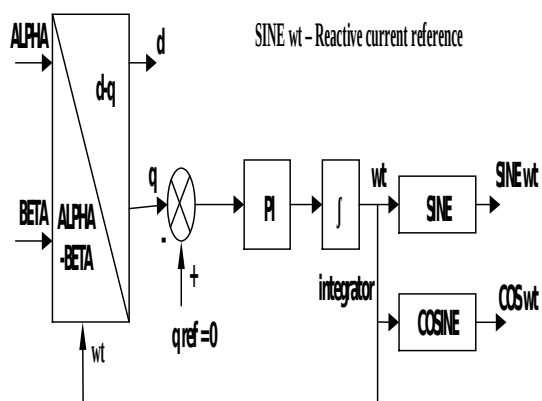 SINE wt – Reactive current reference
ALPHA
d
d-q
q
wt
SINE wt
BETA
ALPHA
-BETA
PI
∫
SINE
-
+
integrator
COS wt
COSINE
q ref =0
wt